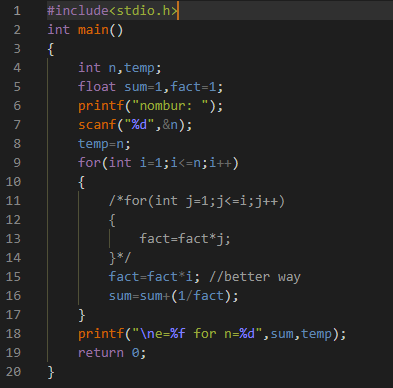 1 #include<stdio.h>
2 int main()
3 {
4     int n,temp;
5     float sum=1,fact=1;
6     printf("nombur: ");
7     scanf("%d",&n);
8     temp=n;
9     for(int i=1;i<=n;i++)
10     {
11         /*for(int j=1;j<=i;j++)
12         {
13             fact=fact*j;
14         }*/
15         fact=fact*i; //better way
16         sum=sum+(1/fact);
17     }
18     printf("\ne=%f for n=%d",sum,temp);
19     return 0;
20 }